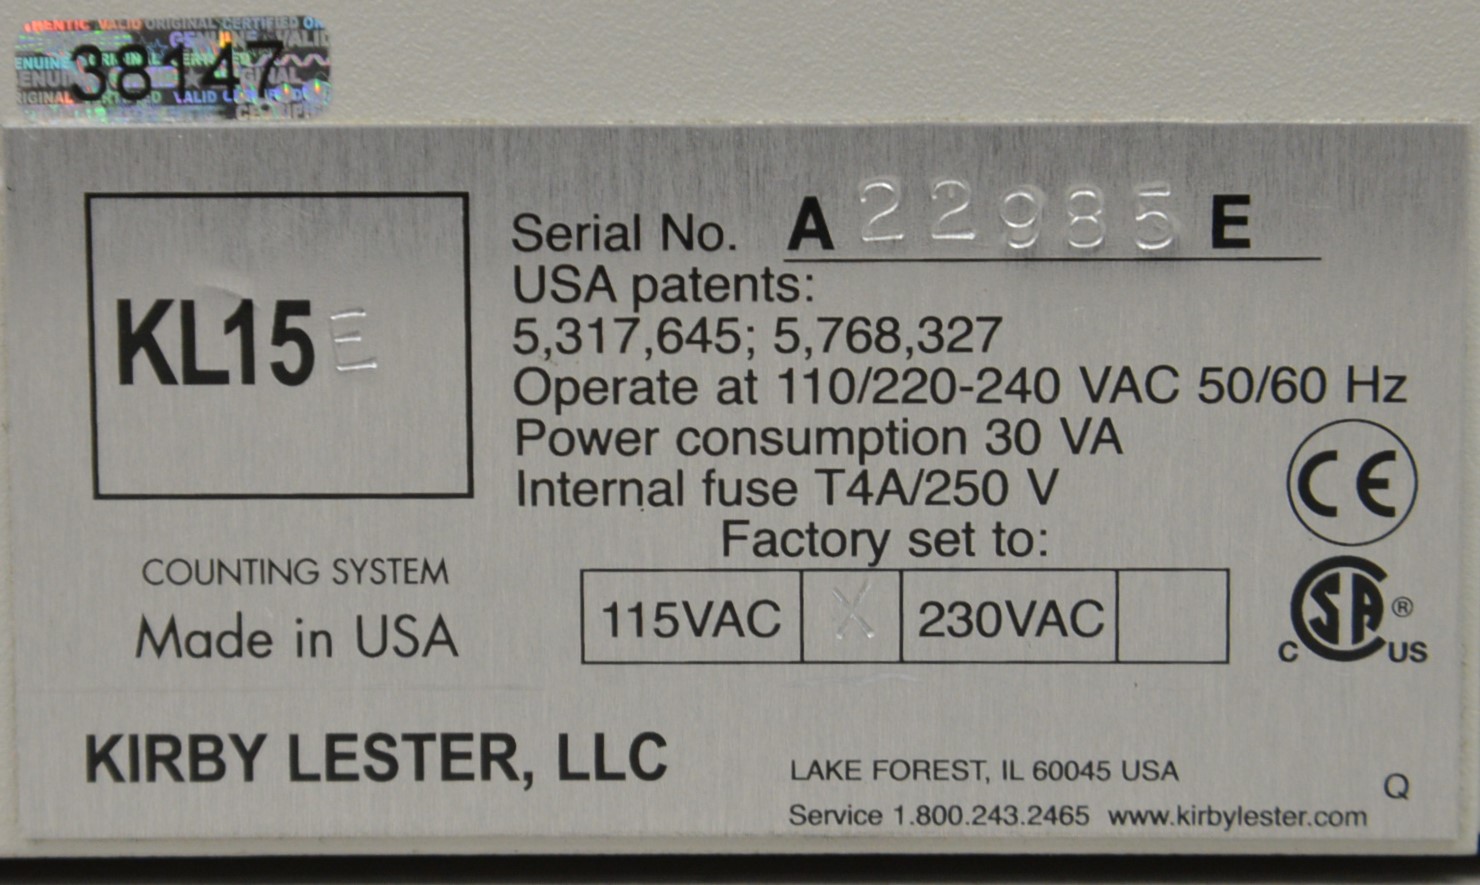 38147
KL15E
COUNTING SYSTEM
Made in USA
Serial No. A 22985 E
USA patents:
5,317,645; 5,768,327
Operate at 110/220-240 VAC 50/60 Hz
Power consumption 30 VA
Internal fuse T4A/250 V
Factory set to:
115VAC X 230VAC
CE
C SA ® US
KIRBY LESTER, LLC
LAKE FOREST, IL 60045 USA
Service 1.800.243.2465 www.kirbylester.com
Q